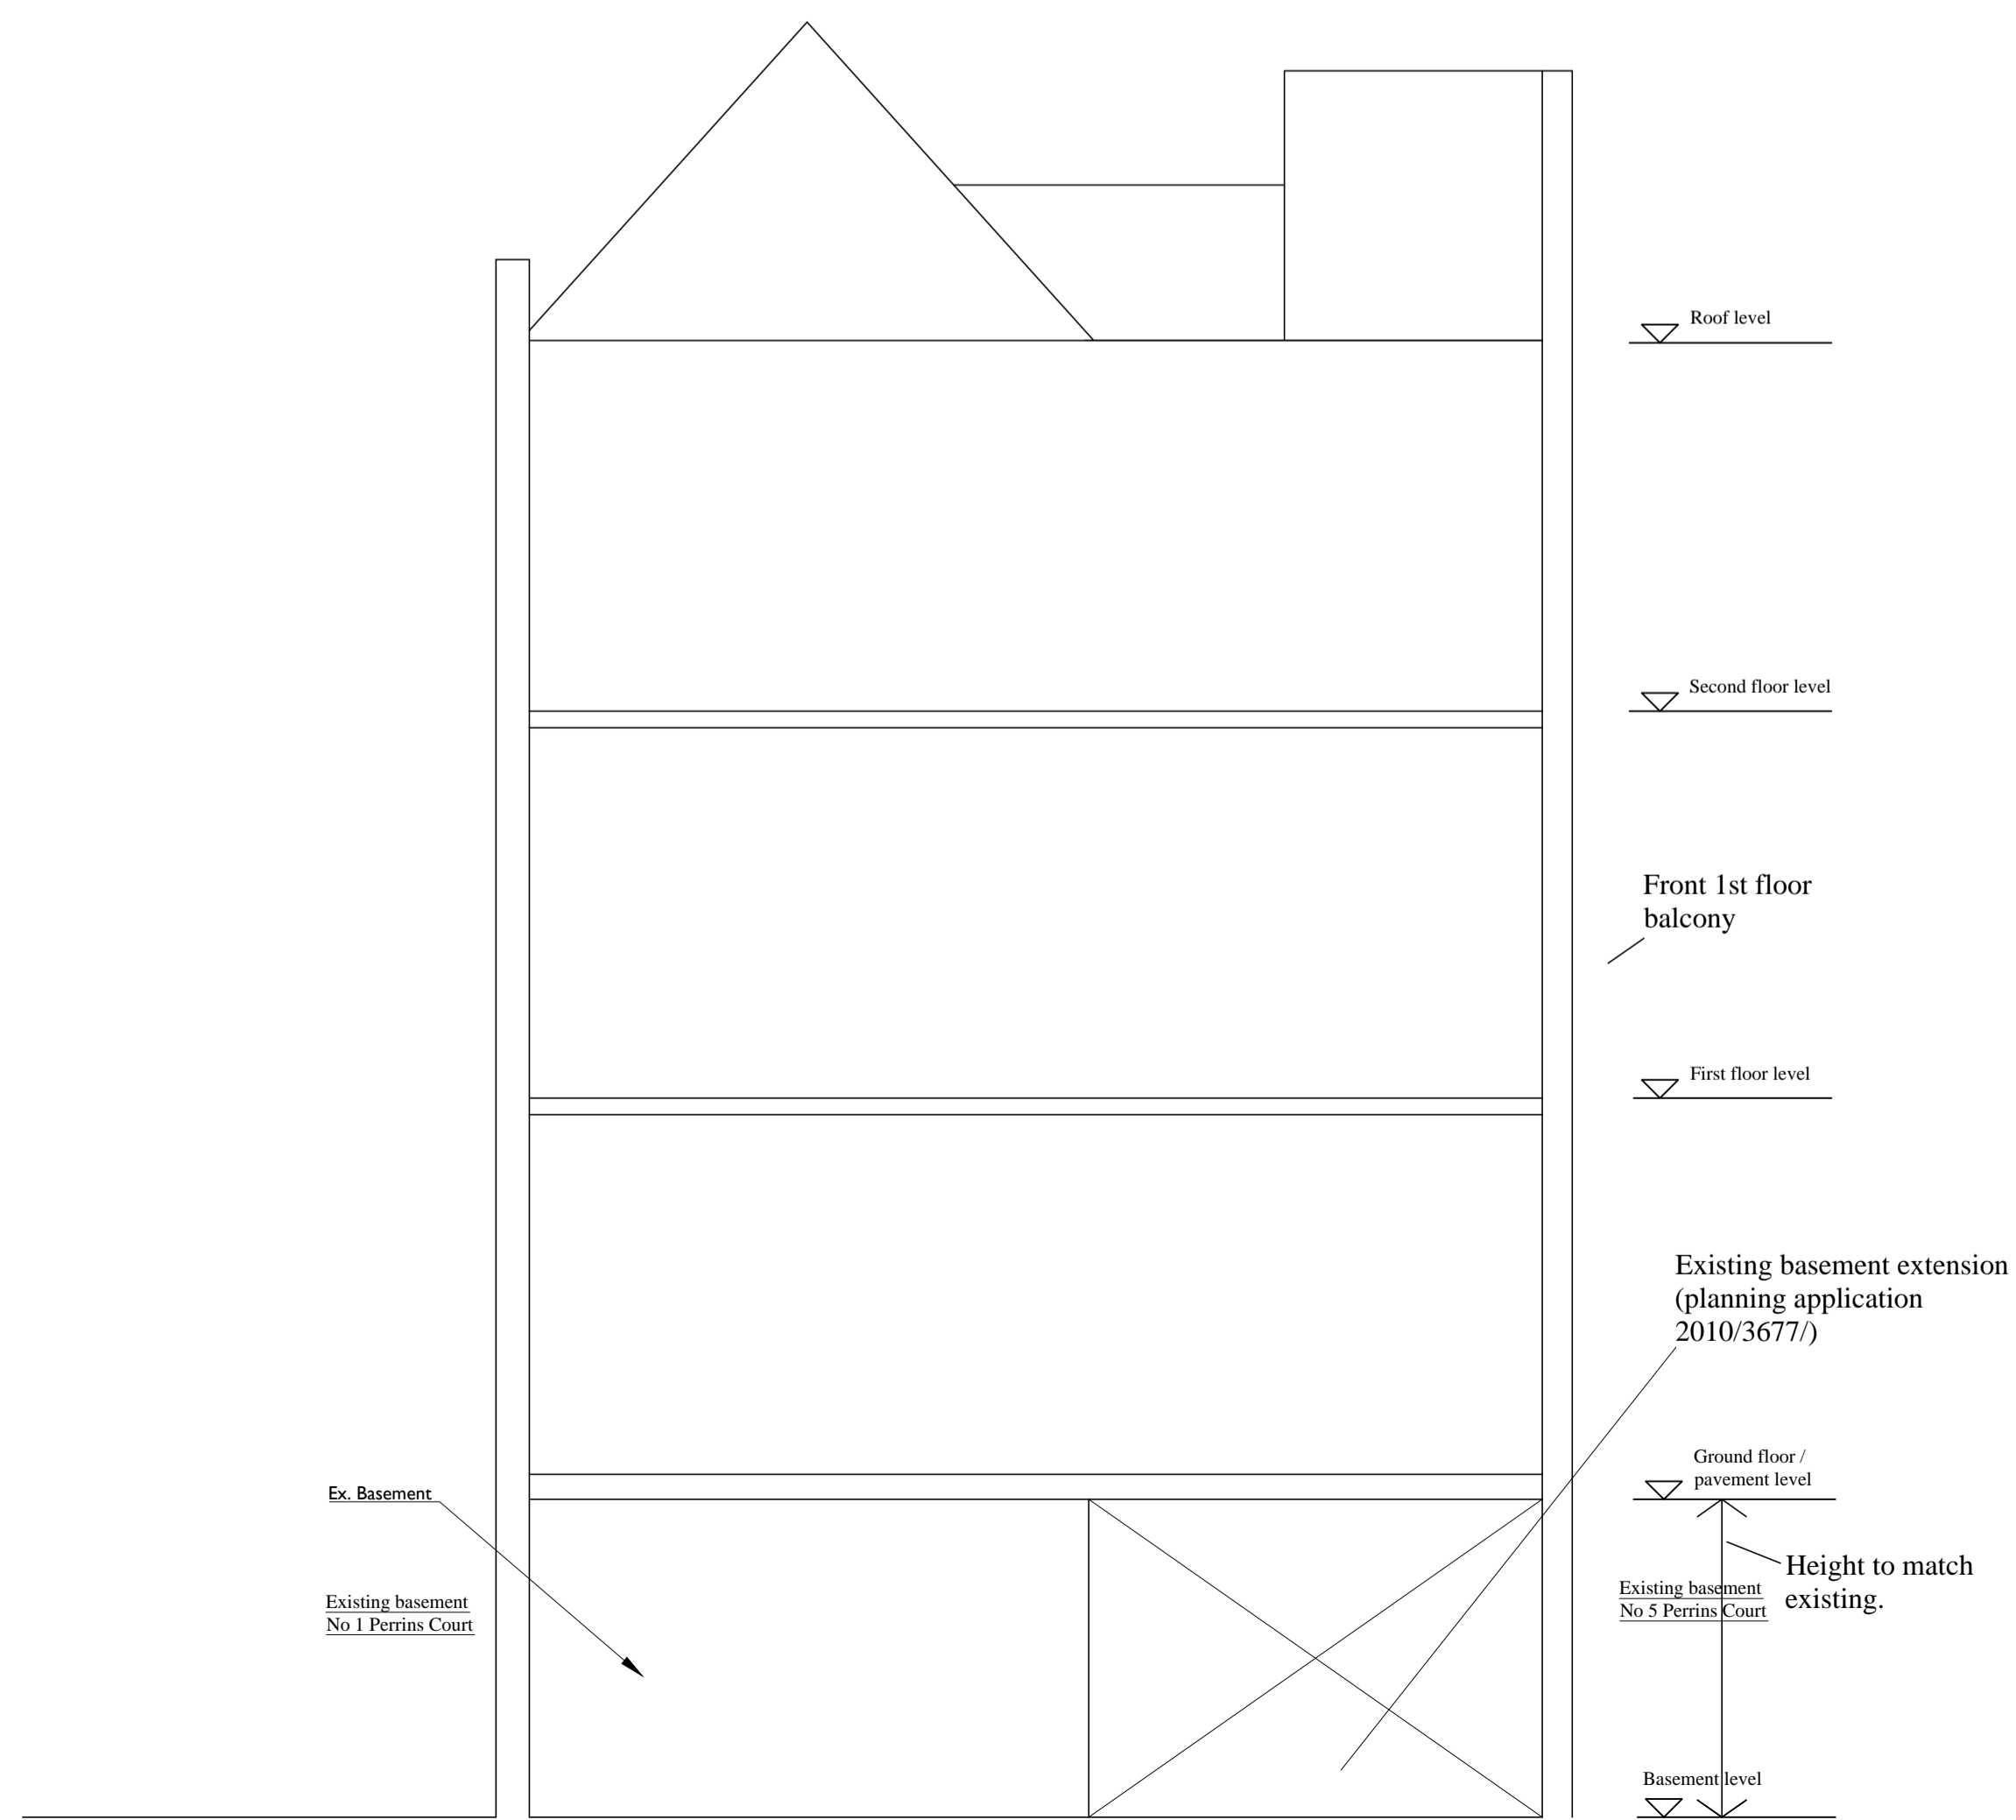 Roof level
Second floor level
Front 1st floor
balcony
First floor level
Existing basement extension
(planning application
2010/3677/)
Ground floor /
pavement level
Ex. Basement
Height to match
existing.
Existing basement
No 1 Perrins Court
Existing basement
No 5 Perrins Court
Basement level